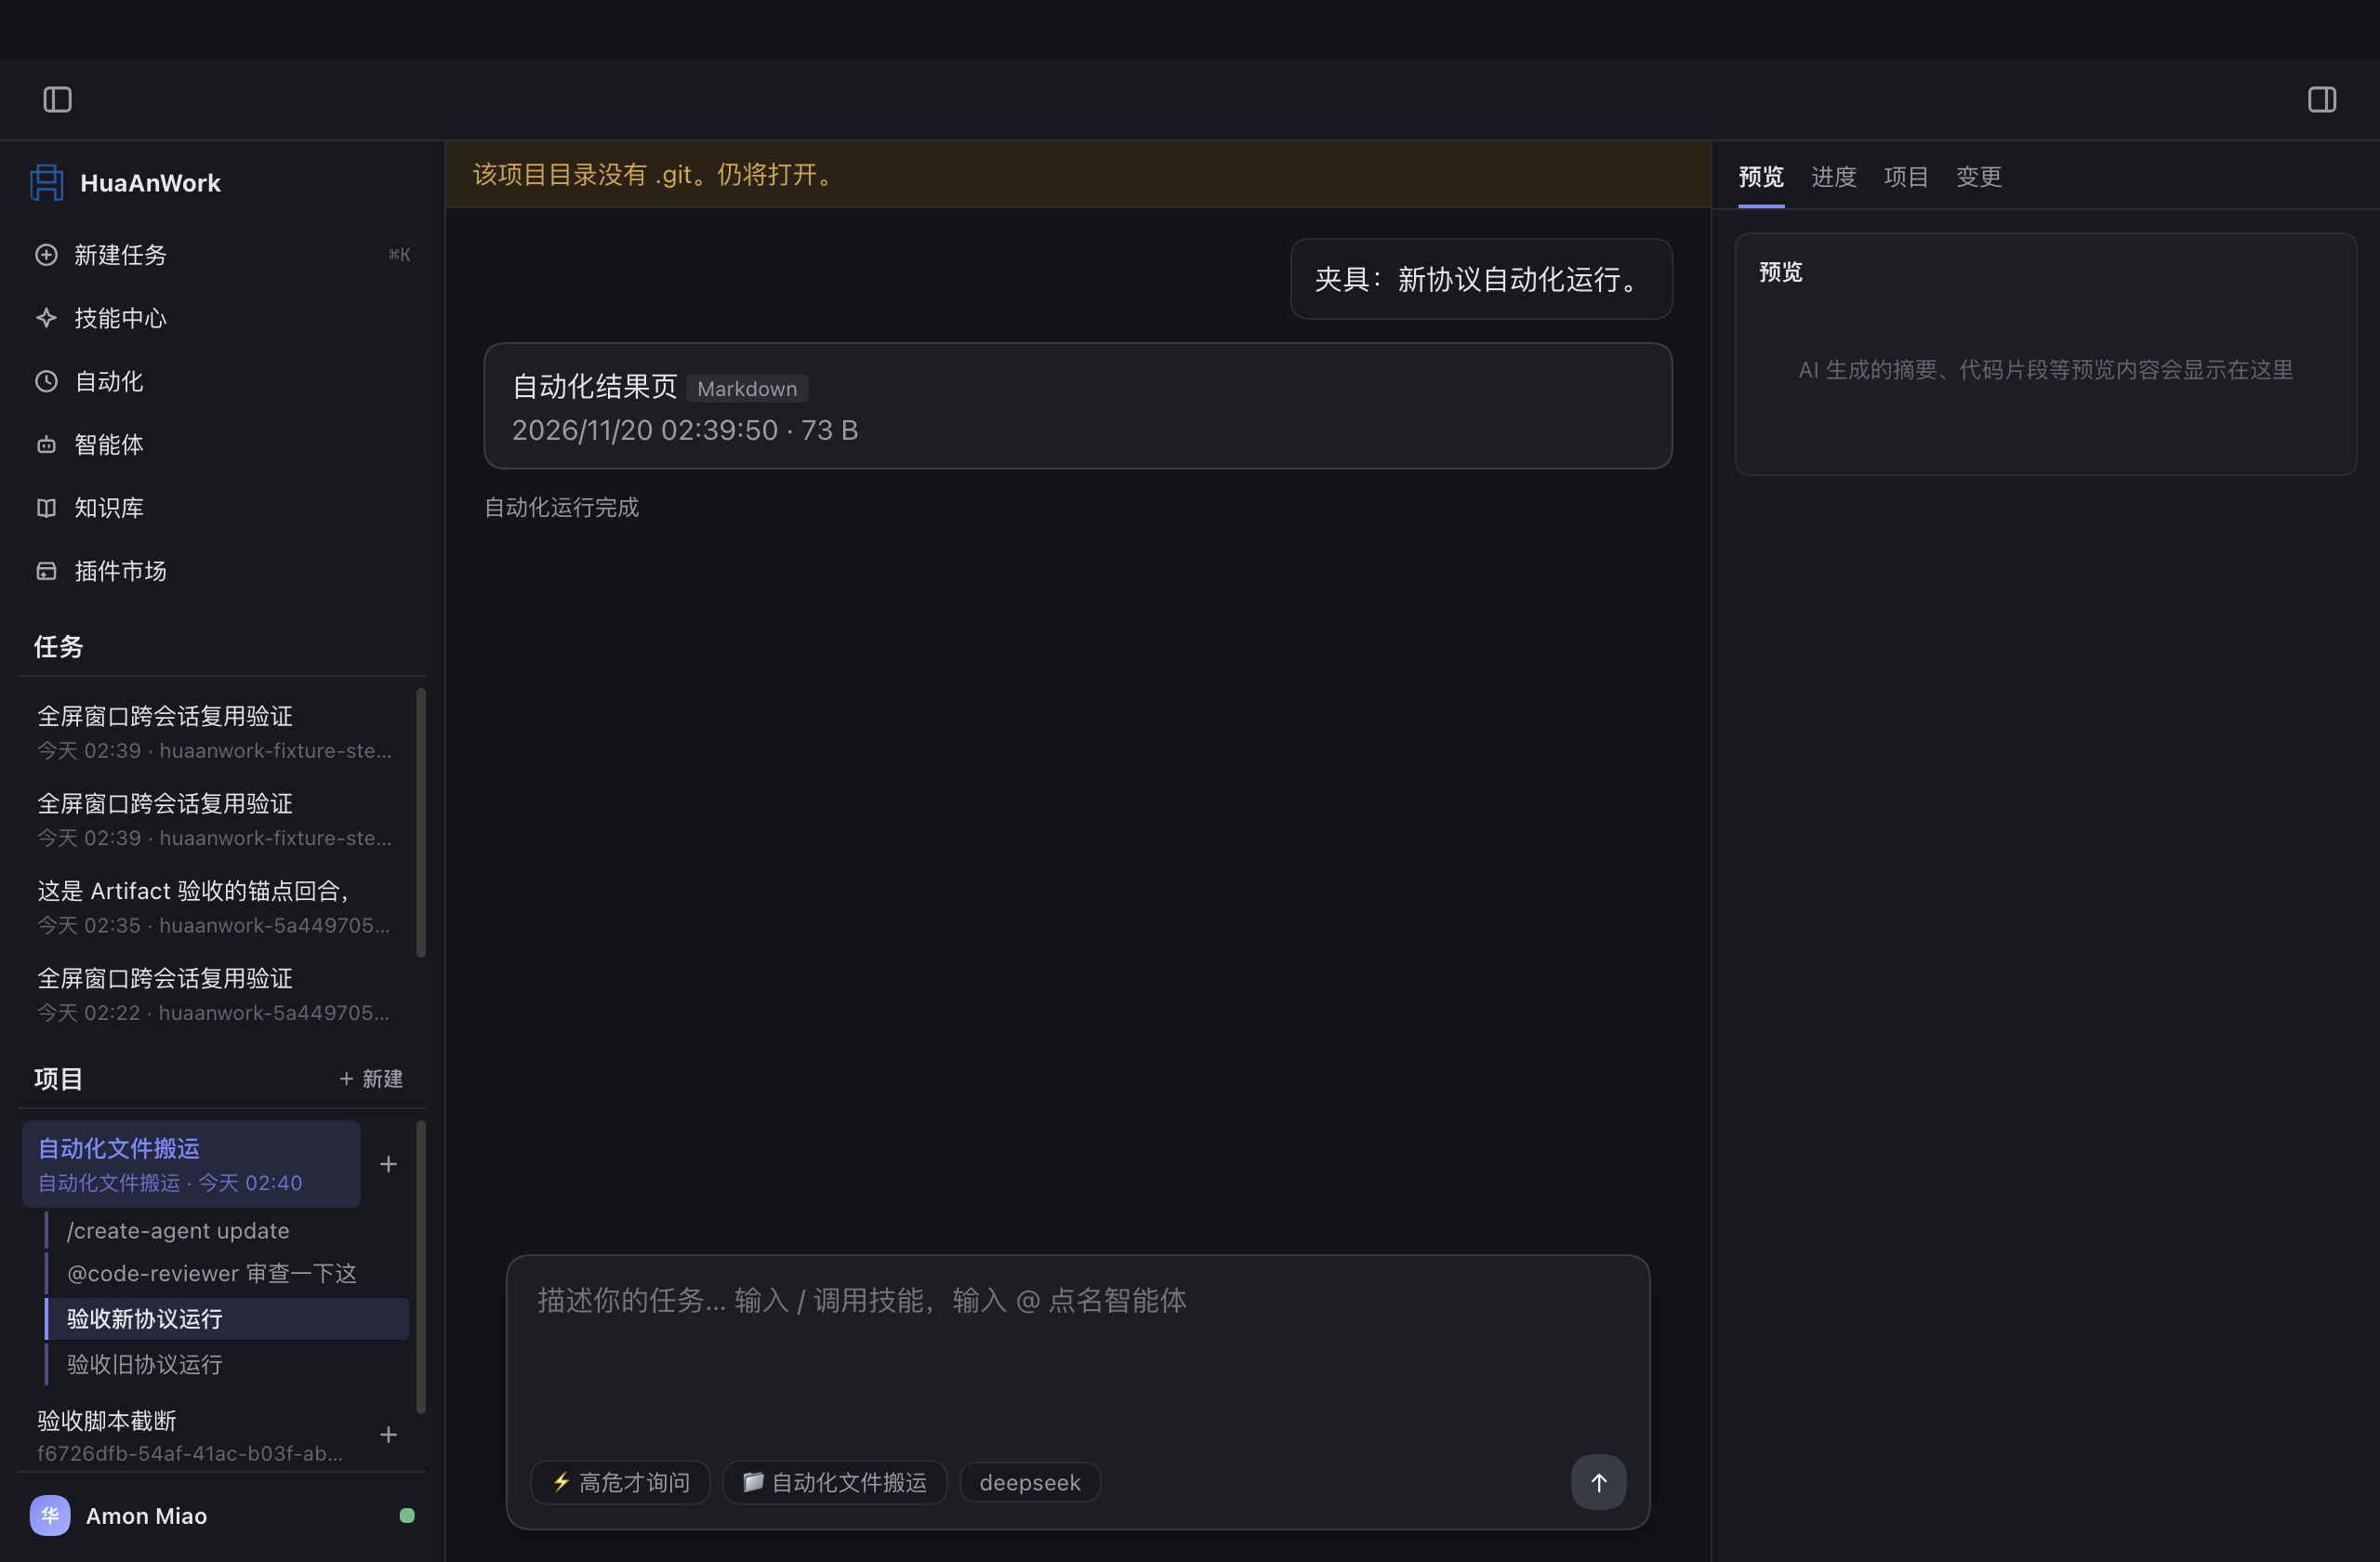 HuaAnWork
新建任务 ⌘K
技能中心
自动化
智能体
知识库
插件市场
任务
全屏窗口跨会话复用验证
今天 02:39 · huaanwork-fixture-ste...
全屏窗口跨会话复用验证
今天 02:39 · huaanwork-fixture-ste...
这是 Artifact 验收的锚点回合，
今天 02:35 · huaanwork-5a449705...
全屏窗口跨会话复用验证
今天 02:22 · huaanwork-5a449705...
项目 + 新建
自动化文件搬运
自动化文件搬运 · 今天 02:40
/create-agent update
@code-reviewer 审查一下这
验收新协议运行
验收旧协议运行
验收脚本截断
f6726dfb-54af-41ac-b03f-ab...
华 Amon Miao
该项目目录没有 .git。仍将打开。
夹具：新协议自动化运行。
自动化结果页 Markdown
2026/11/20 02:39:50 · 73 B
自动化运行完成
描述你的任务... 输入 / 调用技能，输入 @ 点名智能体
⚡ 高危才询问 自动化文件搬运 deepseek
预览 进度 项目 变更
预览
AI 生成的摘要、代码片段等预览内容会显示在这里